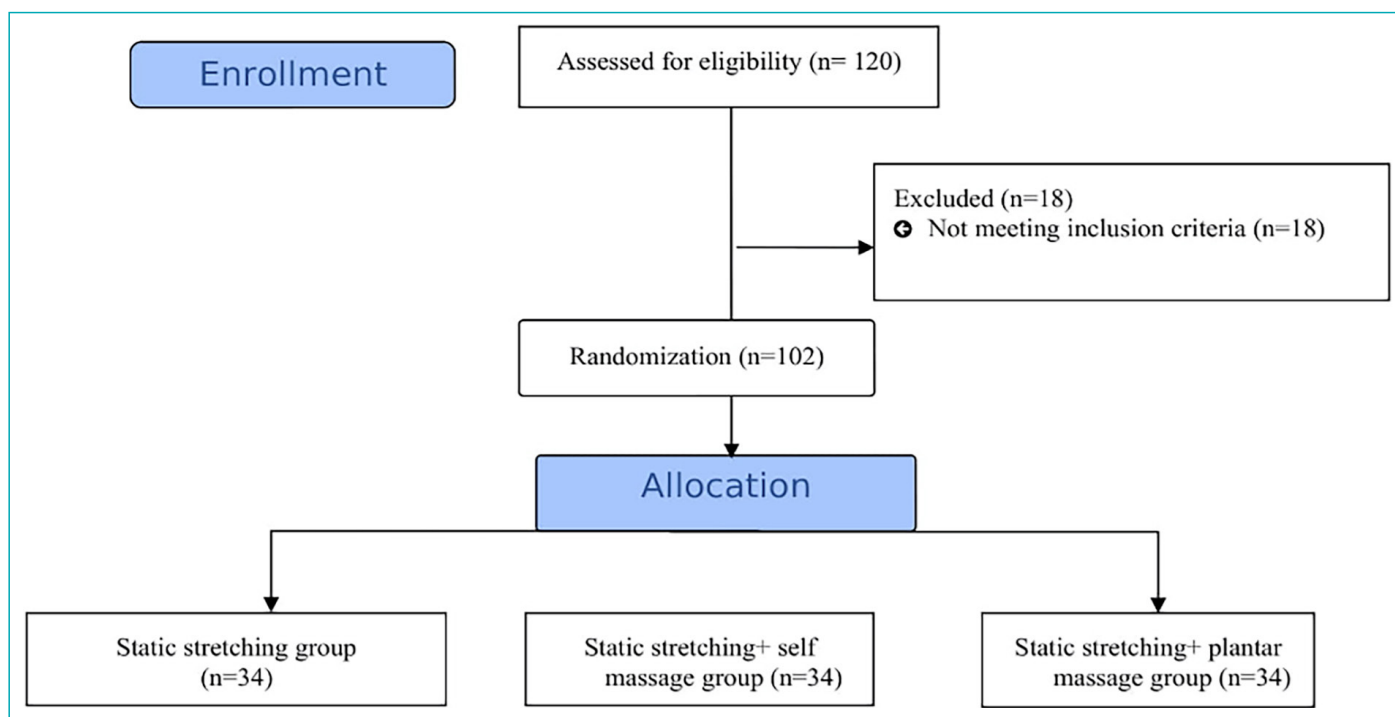 Enrollment
Assessed for eligibility (n= 120)
Excluded (n=18)
Not meeting inclusion criteria (n=18)
Randomization (n=102)
Allocation
Static stretching group
(n=34)
Static stretching+ self
massage group (n=34)
Static stretching+ plantar
massage group (n=34)